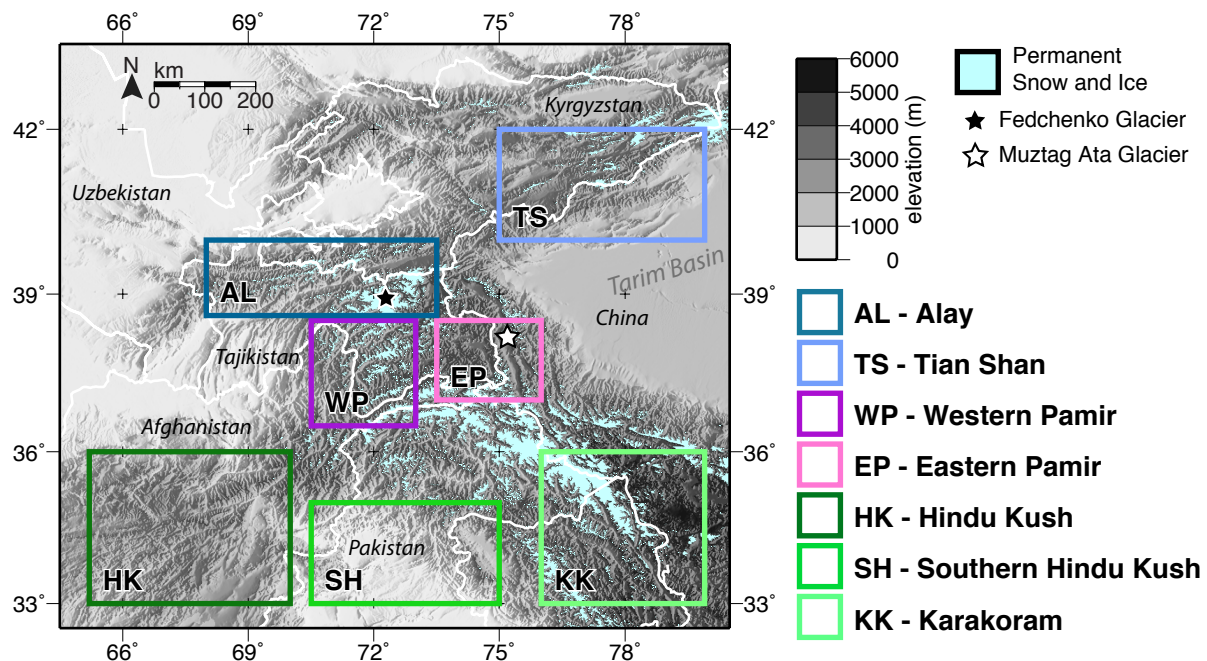 66˚ 69˚ 72˚ 75˚ 78˚
N
km
0 100 200
42˚
39˚
36˚
33˚
42˚
39˚
36˚
33˚
66˚ 69˚ 72˚ 75˚ 78˚
Kyrgyzstan
Uzbekistan
TS
Tarim Basin
AL
China
Tajikistan
EP
WP
Afghanistan
Pakistan
HK
SH
KK
6000
5000
4000
3000
2000
1000
0
elevation (m)
Permanent
Snow and Ice
Fedchenko Glacier
Muztag Ata Glacier
AL - Alay
TS - Tian Shan
WP - Western Pamir
EP - Eastern Pamir
HK - Hindu Kush
SH - Southern Hindu Kush
KK - Karakoram